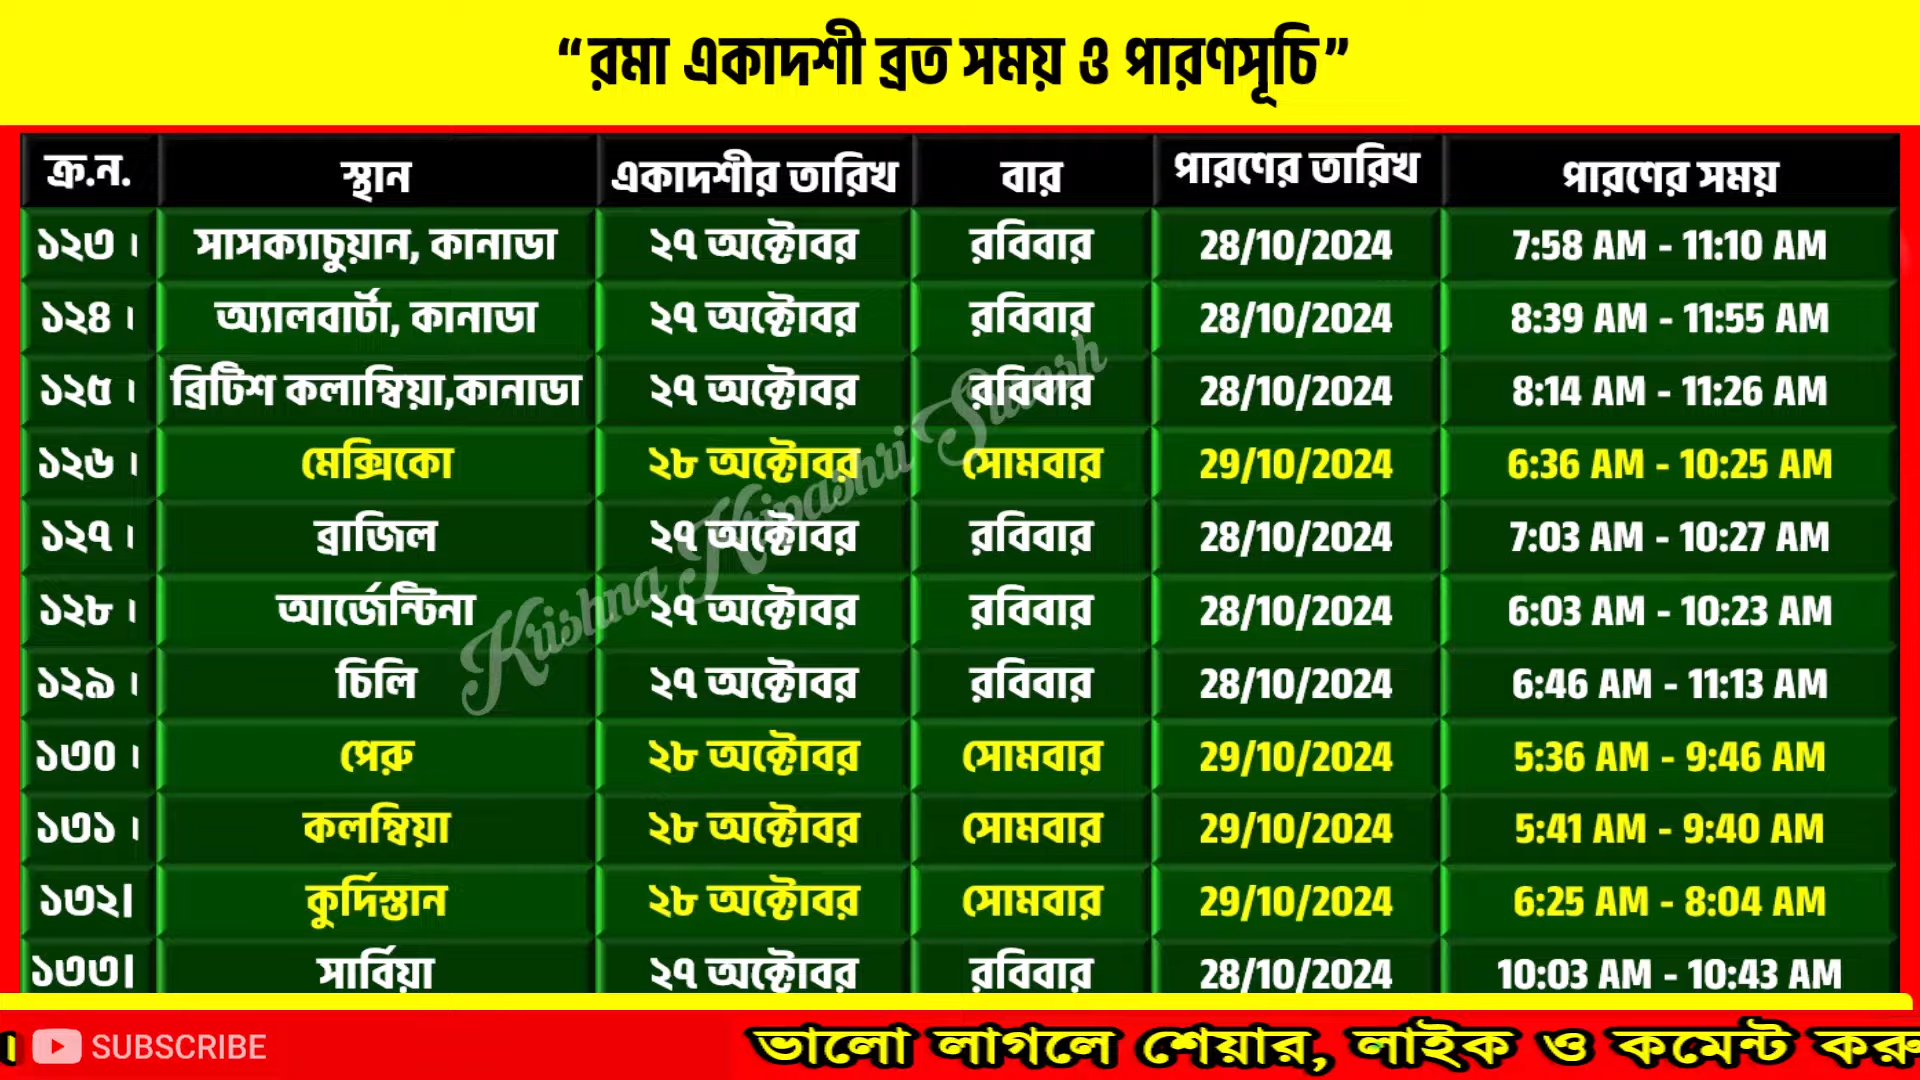 “রমা একাদশী ব্রত সময় ও পারণসূচি”
ক্র.ন. স্থান একাদশীর তারিখ বার পারণের তারিখ পারণের সময়
১২৩। সাসক্যাচুয়ান, কানাডা ২৭ অক্টোবর রবিবার 28/10/2024 7:58 AM - 11:10 AM
১২৪। অ্যালবার্টা, কানাডা ২৭ অক্টোবর রবিবার 28/10/2024 8:39 AM - 11:55 AM
১২৫। ব্রিটিশ কলাম্বিয়া,কানাডা ২৭ অক্টোবর রবিবার 28/10/2024 8:14 AM - 11:26 AM
১২৬। মেক্সিকো ২৮ অক্টোবর সোমবার 29/10/2024 6:36 AM - 10:25 AM
১২৭। ব্রাজিল ২৭ অক্টোবর রবিবার 28/10/2024 7:03 AM - 10:27 AM
১২৮। আর্জেন্টিনা ২৭ অক্টোবর রবিবার 28/10/2024 6:03 AM - 10:23 AM
১২৯। চিলি ২৭ অক্টোবর রবিবার 28/10/2024 6:46 AM - 11:13 AM
১৩০। পেরু ২৮ অক্টোবর সোমবার 29/10/2024 5:36 AM - 9:46 AM
১৩১। কলম্বিয়া ২৮ অক্টোবর সোমবার 29/10/2024 5:41 AM - 9:40 AM
১৩২| কুর্দিস্তান ২৮ অক্টোবর সোমবার 29/10/2024 6:25 AM - 8:04 AM
১৩৩| সার্বিয়া ২৭ অক্টোবর রবিবার 28/10/2024 10:03 AM - 10:43 AM
Krishna Kripashri Suresh
। SUBSCRIBE ভালো লাগলে শেয়ার, লাইক ও কমেন্ট করু